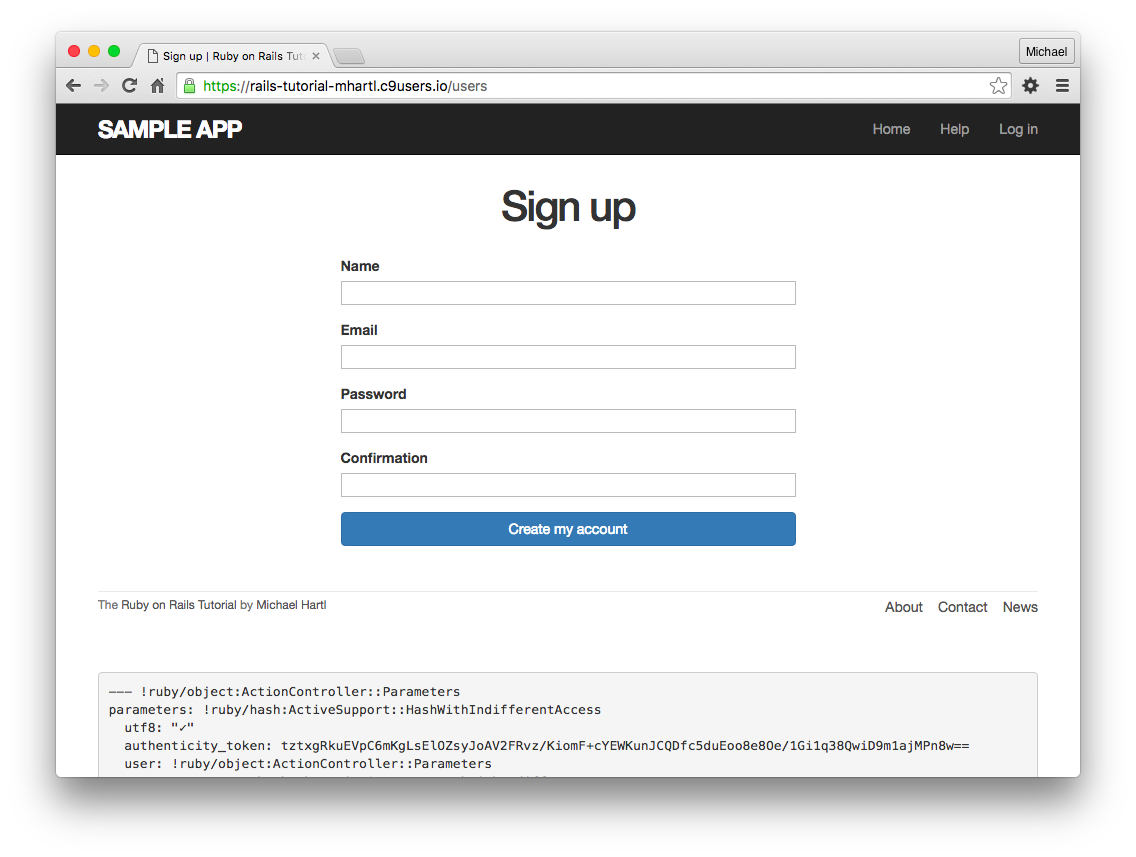 Sign up | Ruby on Rails Tut
Michael
https://rails-tutorial-mhartl.c9users.io/users
SAMPLE APP
Home Help Log in
Sign up
Name
Email
Password
Confirmation
Create my account
The Ruby on Rails Tutorial by Michael Hartl
About Contact News
--- !ruby/object:ActionController::Parameters
parameters: !ruby/hash:ActiveSupport::HashWithIndifferentAccess
utf8: "✓"
authenticity_token: tztxgRkuEVpC6mKgLsElOZsyJoAV2FRvz/KiomF+cYEWKunJCQDfc5duEoo8e8Oe/1Gi1q38QwiD9m1ajMPn8w==
user: !ruby/object:ActionController::Parameters